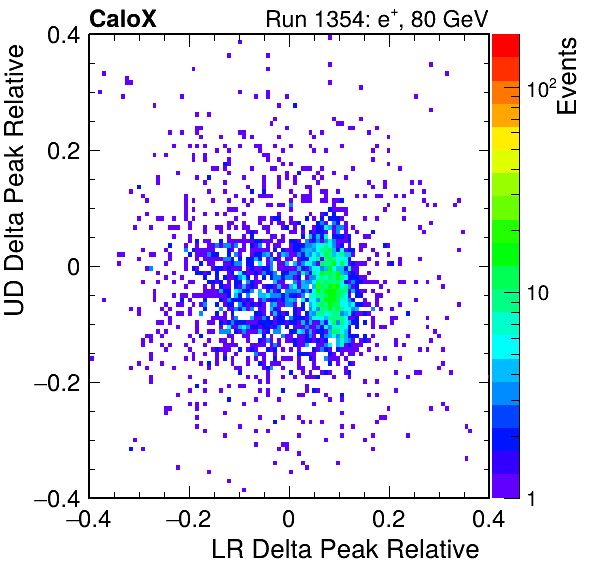 CaloX Run 1354: e+, 80 GeV
UD Delta Peak Relative
0.4
0.2
0
−0.2
−0.4
−0.4 −0.2 0 0.2 0.4
LR Delta Peak Relative
Events
10²
10
1